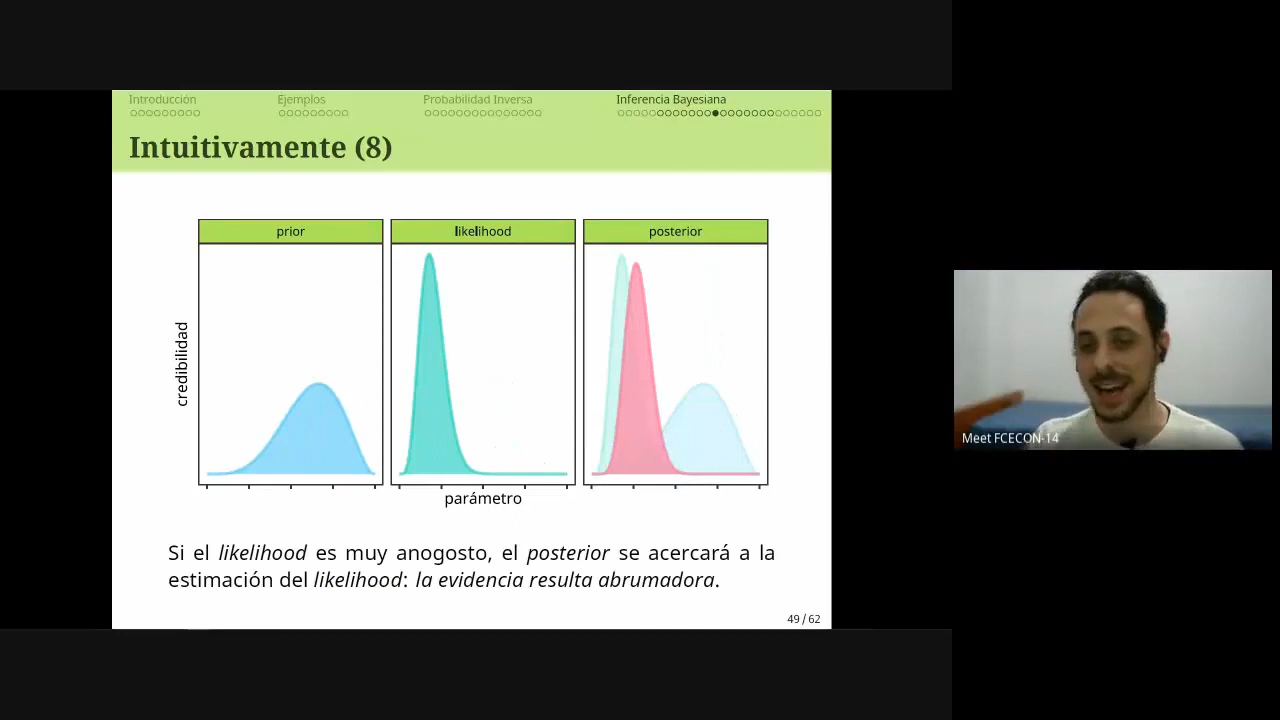 Introducción Ejemplos Probabilidad Inversa Inferencia Bayesiana
Intuitivamente (8)
prior likelihood posterior
credibilidad
parámetro
Si el likelihood es muy anogosto, el posterior se acercará a la
estimación del likelihood: la evidencia resulta abrumadora.
49 / 62
Meet FCECON-14